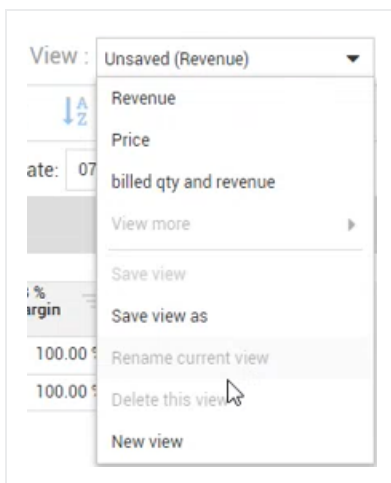 View : Unsaved (Revenue)
Revenue
A
Z
Price
ate: 07
billed qty and revenue
View more
Save view
%
argin
Save view as
100.00 %
Rename current view
100.00 %
Delete this view
New view